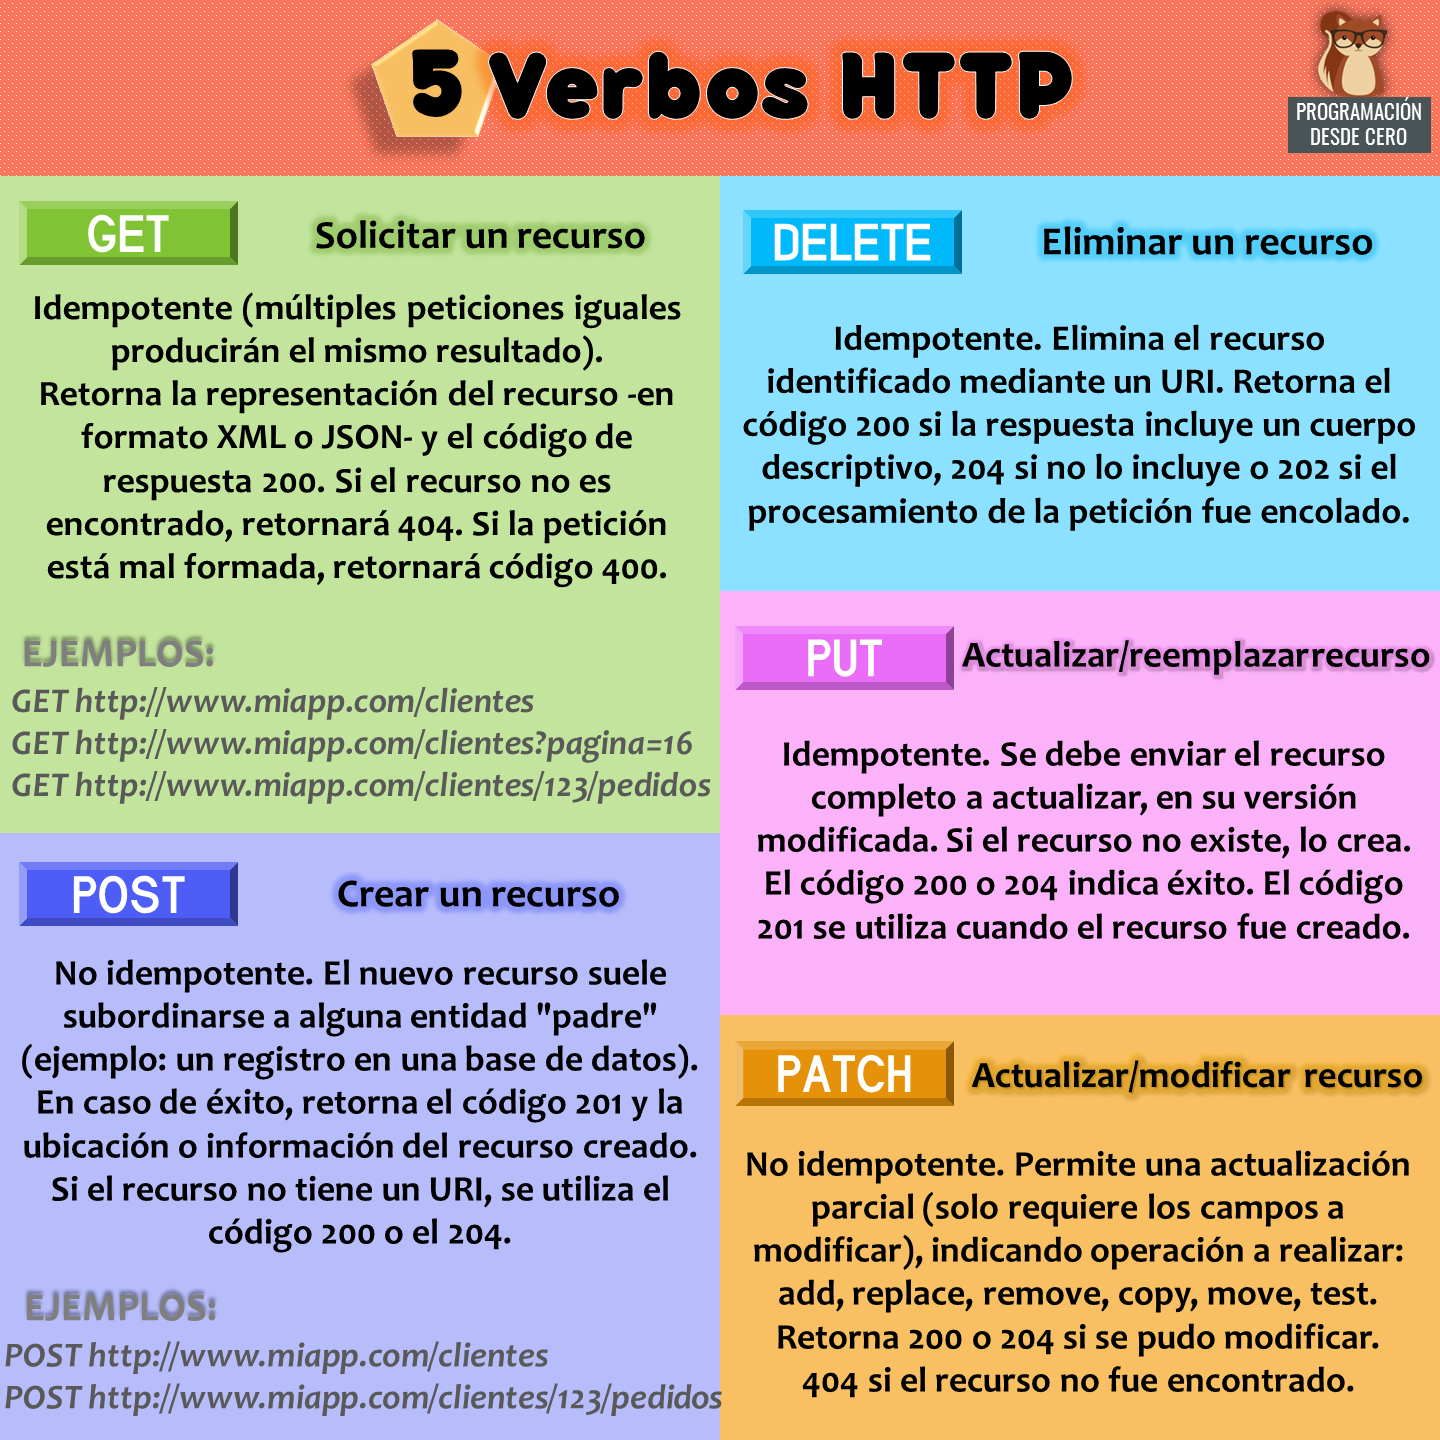 5 Verbos HTTP
PROGRAMACIÓN
DESDE CERO
GET
Solicitar un recurso
Idempotente (múltiples peticiones iguales
producirán el mismo resultado).
Retorna la representación del recurso -en
formato XML o JSON- y el código de
respuesta 200. Si el recurso no es
encontrado, retornará 404. Si la petición
está mal formada, retornará código 400.
EJEMPLOS:
GET http://www.miapp.com/clientes
GET http://www.miapp.com/clientes?pagina=16
GET http://www.miapp.com/clientes/123/pedidos
POST
Crear un recurso
No idempotente. El nuevo recurso suele
subordinarse a alguna entidad "padre"
(ejemplo: un registro en una base de datos).
En caso de éxito, retorna el código 201 y la
ubicación o información del recurso creado.
Si el recurso no tiene un URI, se utiliza el
código 200 o el 204.
EJEMPLOS:
POST http://www.miapp.com/clientes
POST http://www.miapp.com/clientes/123/pedidos
DELETE
Eliminar un recurso
Idempotente. Elimina el recurso
identificado mediante un URI. Retorna el
código 200 si la respuesta incluye un cuerpo
descriptivo, 204 si no lo incluye o 202 si el
procesamiento de la petición fue encolado.
PUT
Actualizar/reemplazar recurso
Idempotente. Se debe enviar el recurso
completo a actualizar, en su versión
modificada. Si el recurso no existe, lo crea.
El código 200 o 204 indica éxito. El código
201 se utiliza cuando el recurso fue creado.
PATCH
Actualizar/modificar recurso
No idempotente. Permite una actualización
parcial (solo requiere los campos a
modificar), indicando operación a realizar:
add, replace, remove, copy, move, test.
Retorna 200 o 204 si se pudo modificar.
404 si el recurso no fue encontrado.